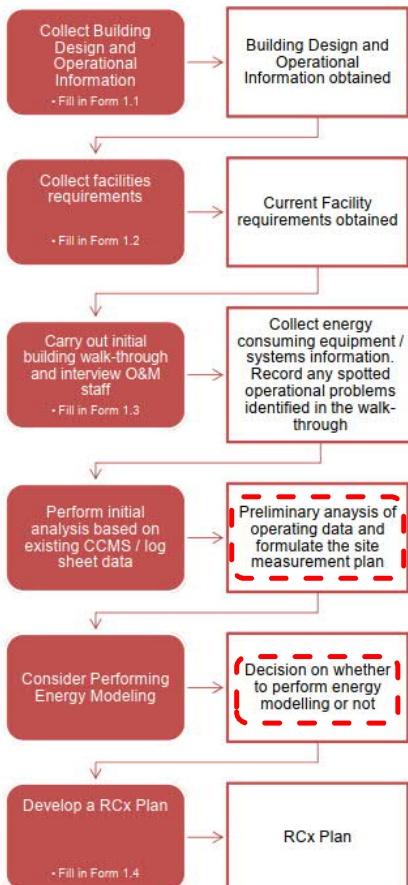 Collect Building
Design and
Operational
Information
• Fill in Form 1.1
Building Design and
Operational
Information obtained
Collect facilities
requirements
• Fill in Form 1.2
Current Facility
requirements obtained
Carry out initial
building walk-through
and interview O&M
staff
• Fill in Form 1.3
Collect energy
consuming equipment /
systems information.
Record any spotted
operational problems
identified in the walk-
through
Perform initial
analysis based on
existing CCMS / log
sheet data
Preliminary anaysis of
operating data and
formulate the site
measurement plan
Consider Performing
Energy Modeling
Decision on whether
to perform energy
modelling or not
Develop a RCx Plan
• Fill in Form 1.4
RCx Plan